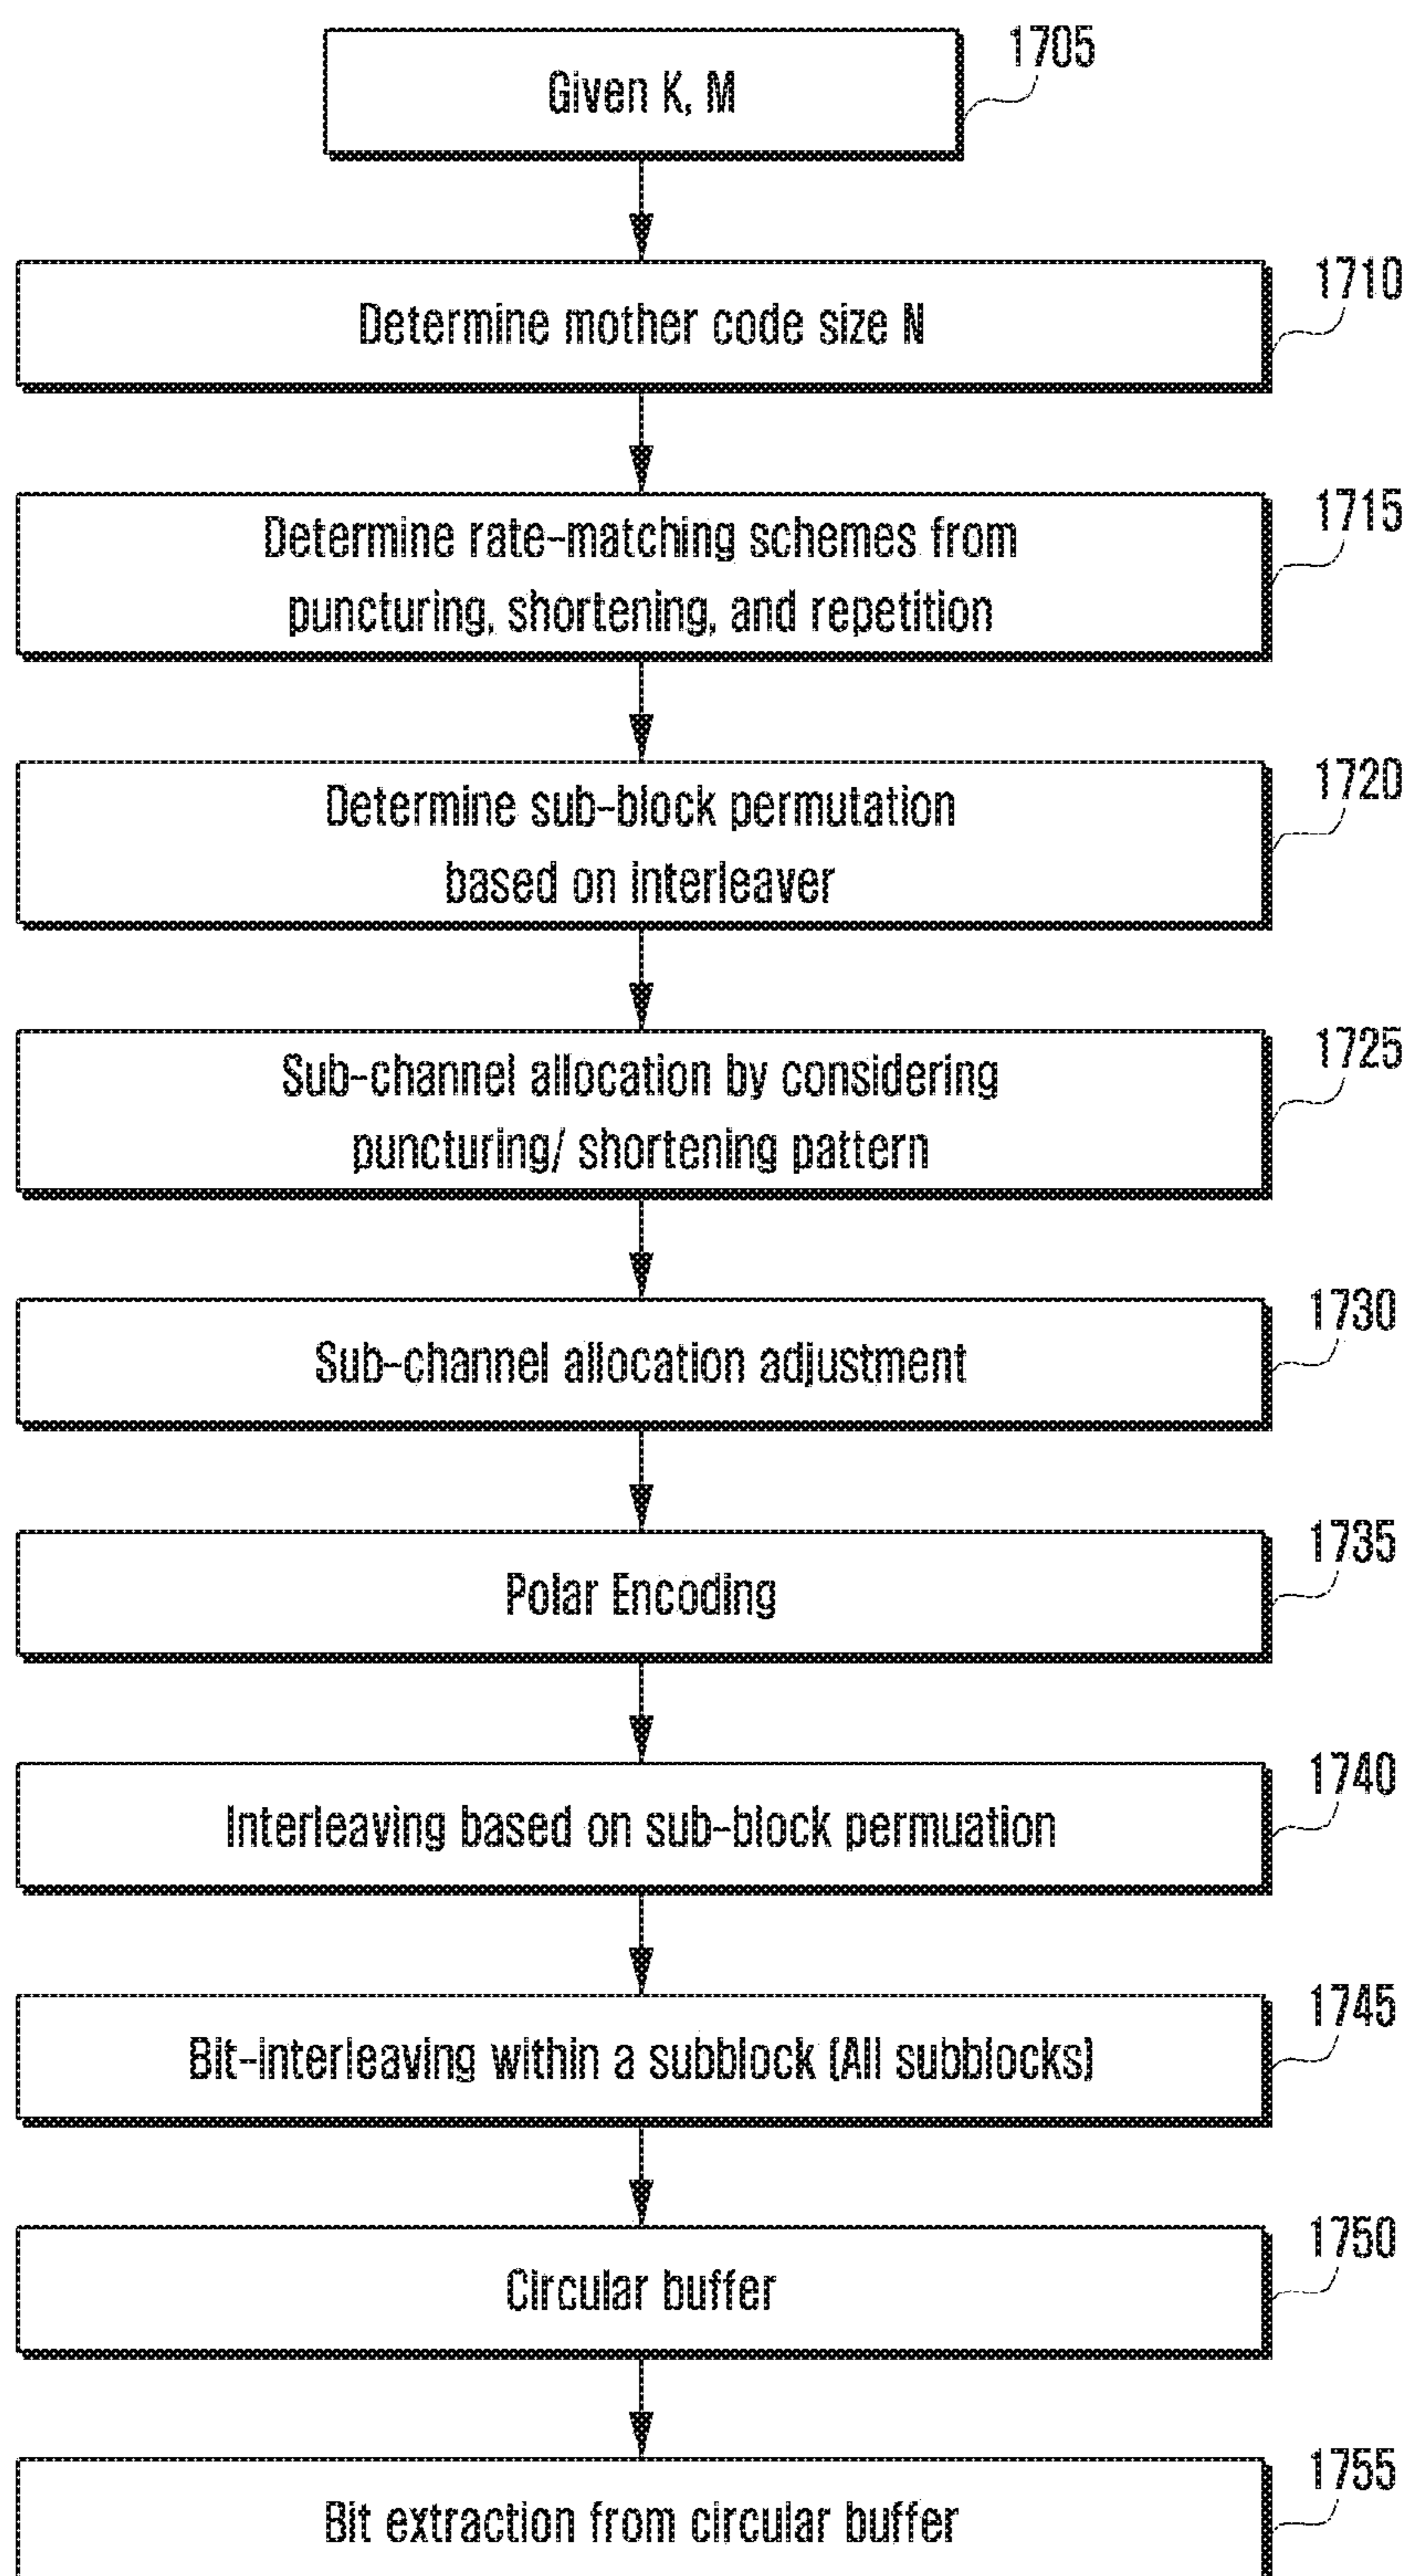 Given K, M
1705
Determine mother code size N
1710
Determine rate-matching schemes from
puncturing, shortening, and repetition
1715
Determine sub-block permutation
based on interleaver
1720
Sub-channel allocation by considering
puncturing/ shortening pattern
1725
Sub-channel allocation adjustment
1730
Polar Encoding
1735
Interleaving based on sub-block permuation
1740
Bit-interleaving within a subblock (All subblocks)
1745
Circular buffer
1750
Bit extraction from circular buffer
1755